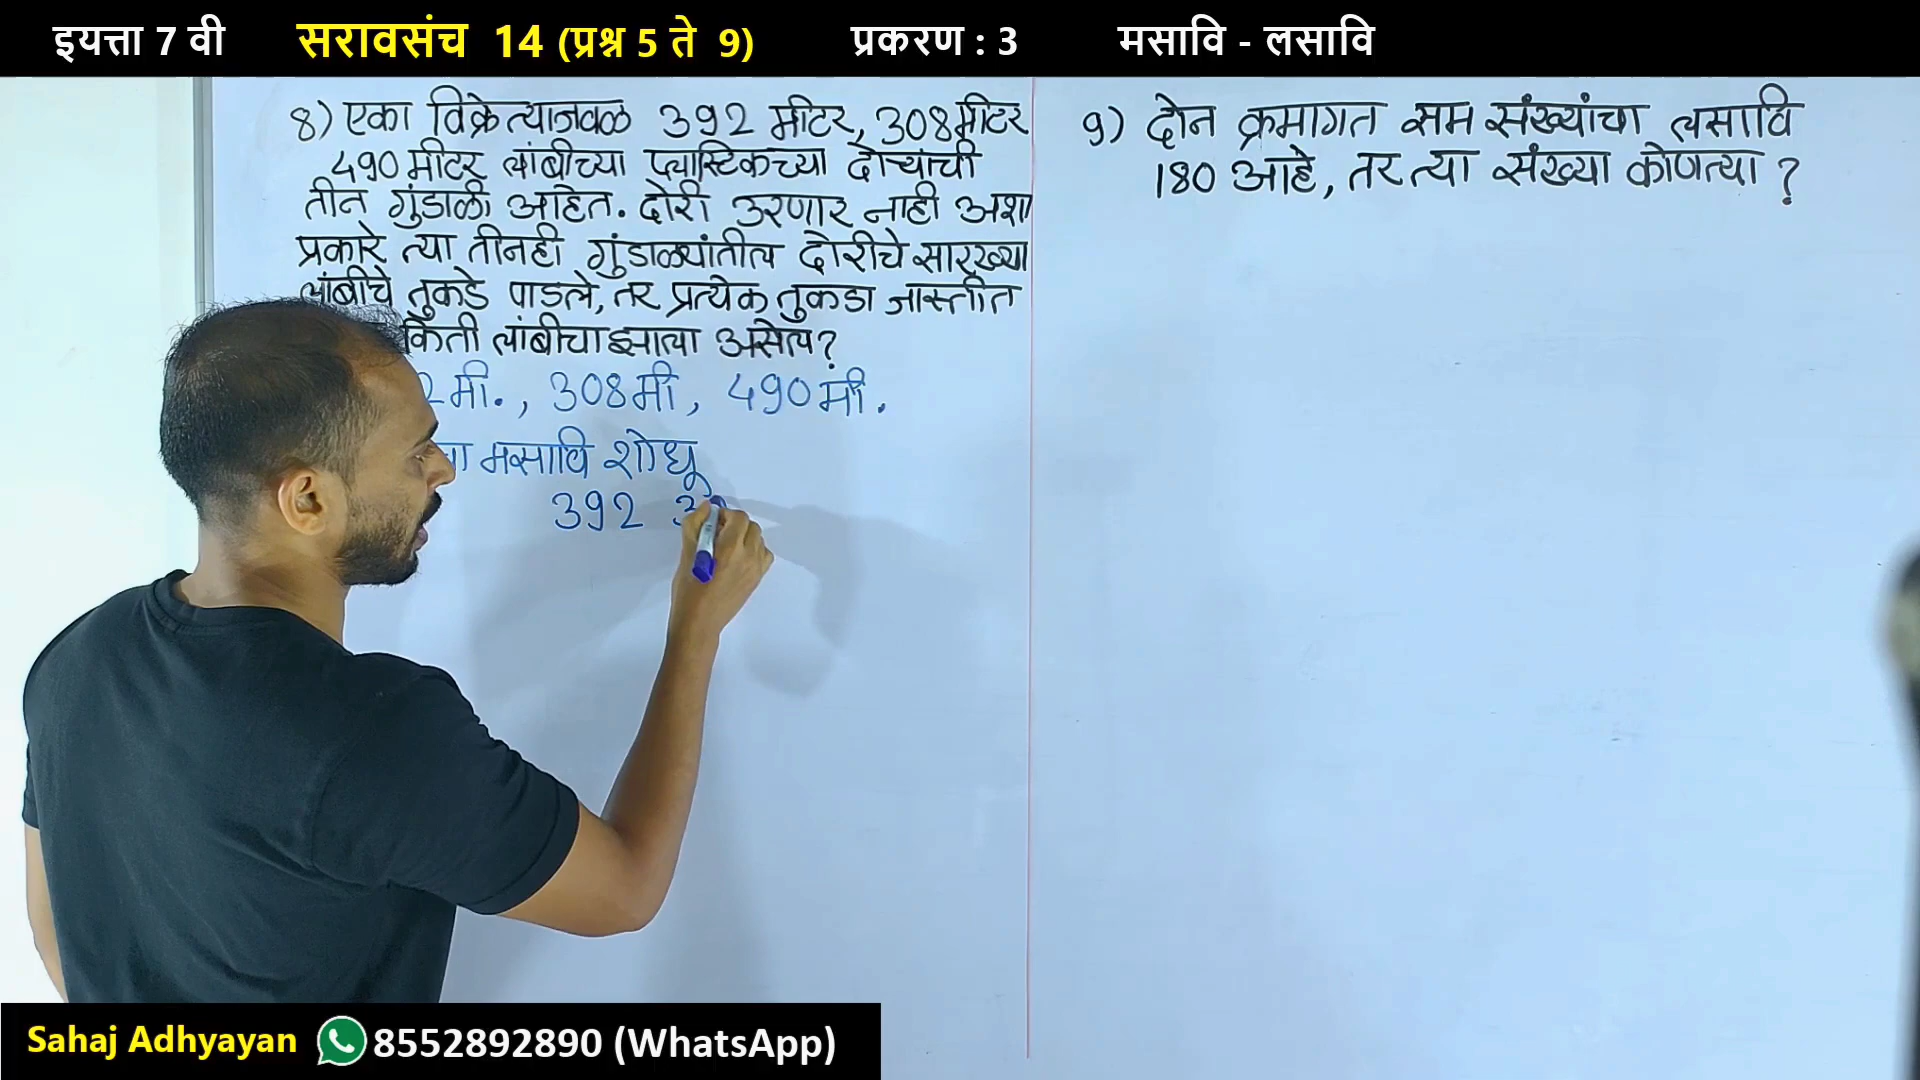 इयत्ता 7 वी सरावसंच 14 (प्रश्न 5 ते 9) प्रकरण : 3 मसावि - लसावि
8) एका विक्रेत्याजवळ 392 मीटर, 308 मीटर
490 मीटर लांबीच्या प्लास्टिकच्या दोऱ्यांची
तीन गुंडाळी आहेत. दोरी उरणार नाही अशा
प्रकारे त्या तीनही गुंडाळ्यांतील दोरीचे सारख्या
लांबीचे तुकडे पाडले, तर प्रत्येक तुकडा जास्तीत
किती लांबीचा झाला असेल?
2 मी. , 308 मी, 490 मी.
मसावि शोधू
392 3
9) दोन क्रमागत सम संख्यांचा लसावि
180 आहे, तर त्या संख्या कोणत्या ?
Sahaj Adhyayan 8552892890 (WhatsApp)